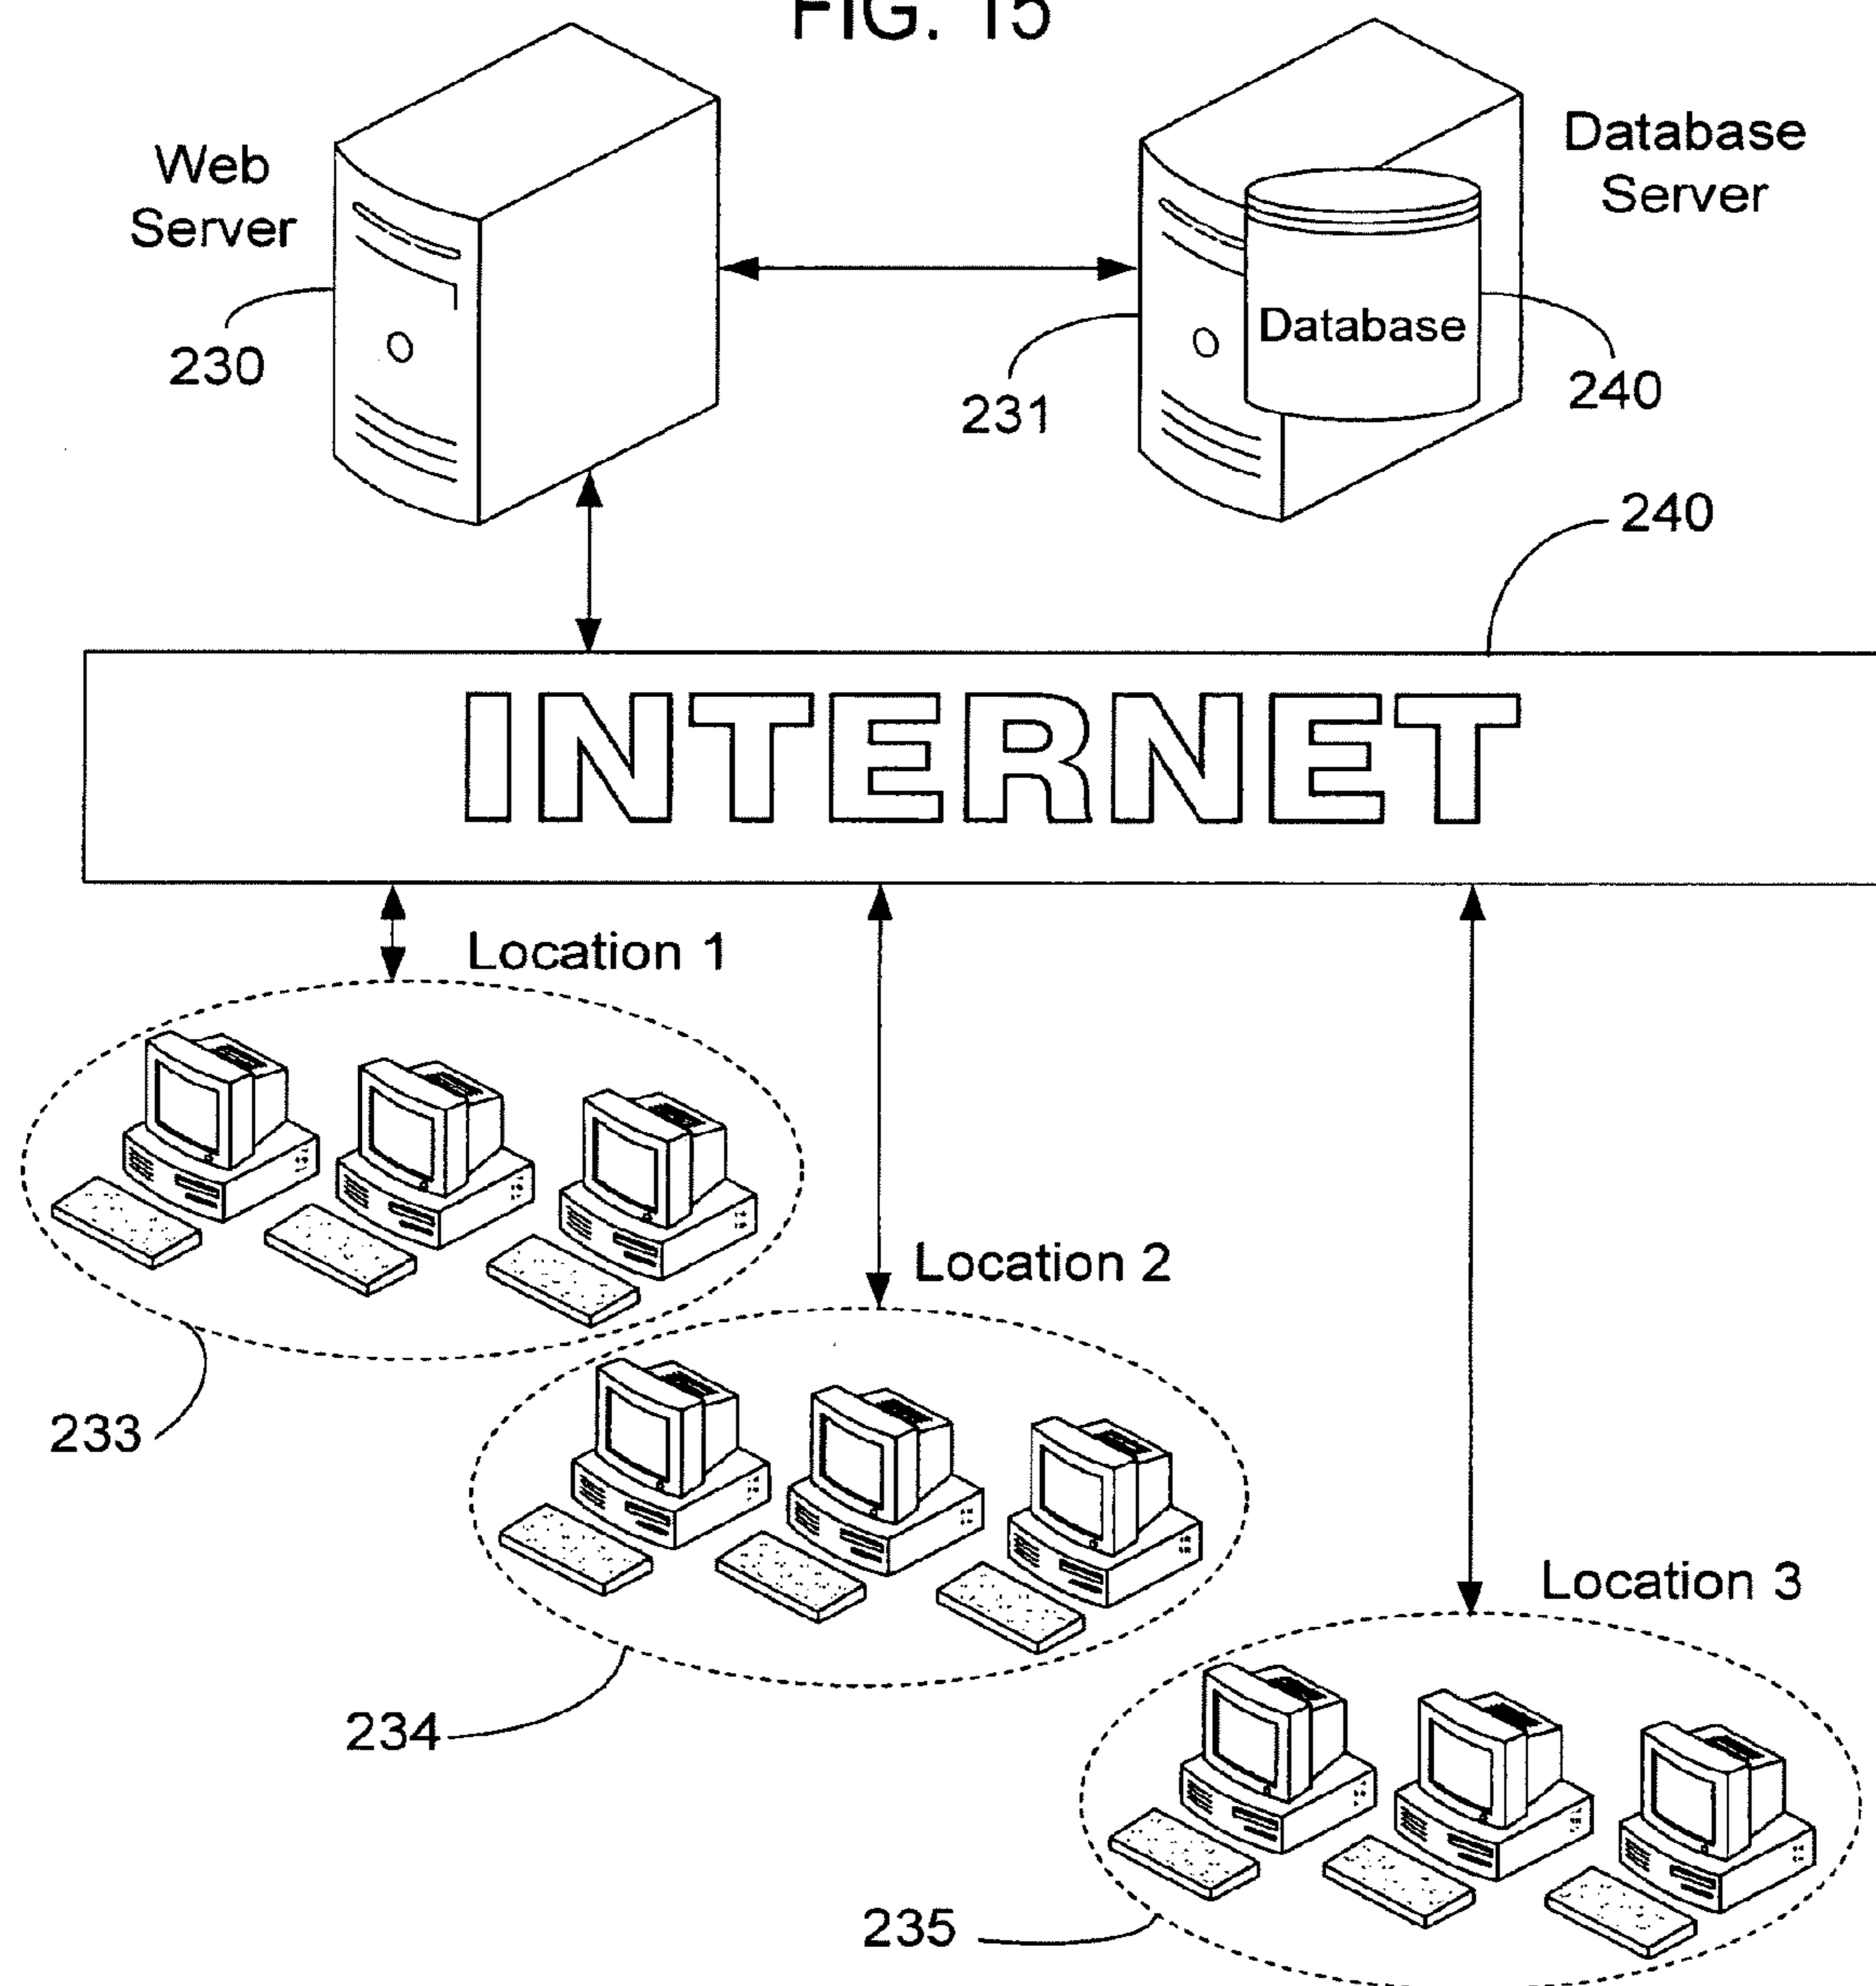 FIG. 15
Web
Server
Database
Server
Database
230
231
240
240
INTERNET
Location 1
Location 2
233
Location 3
234
235